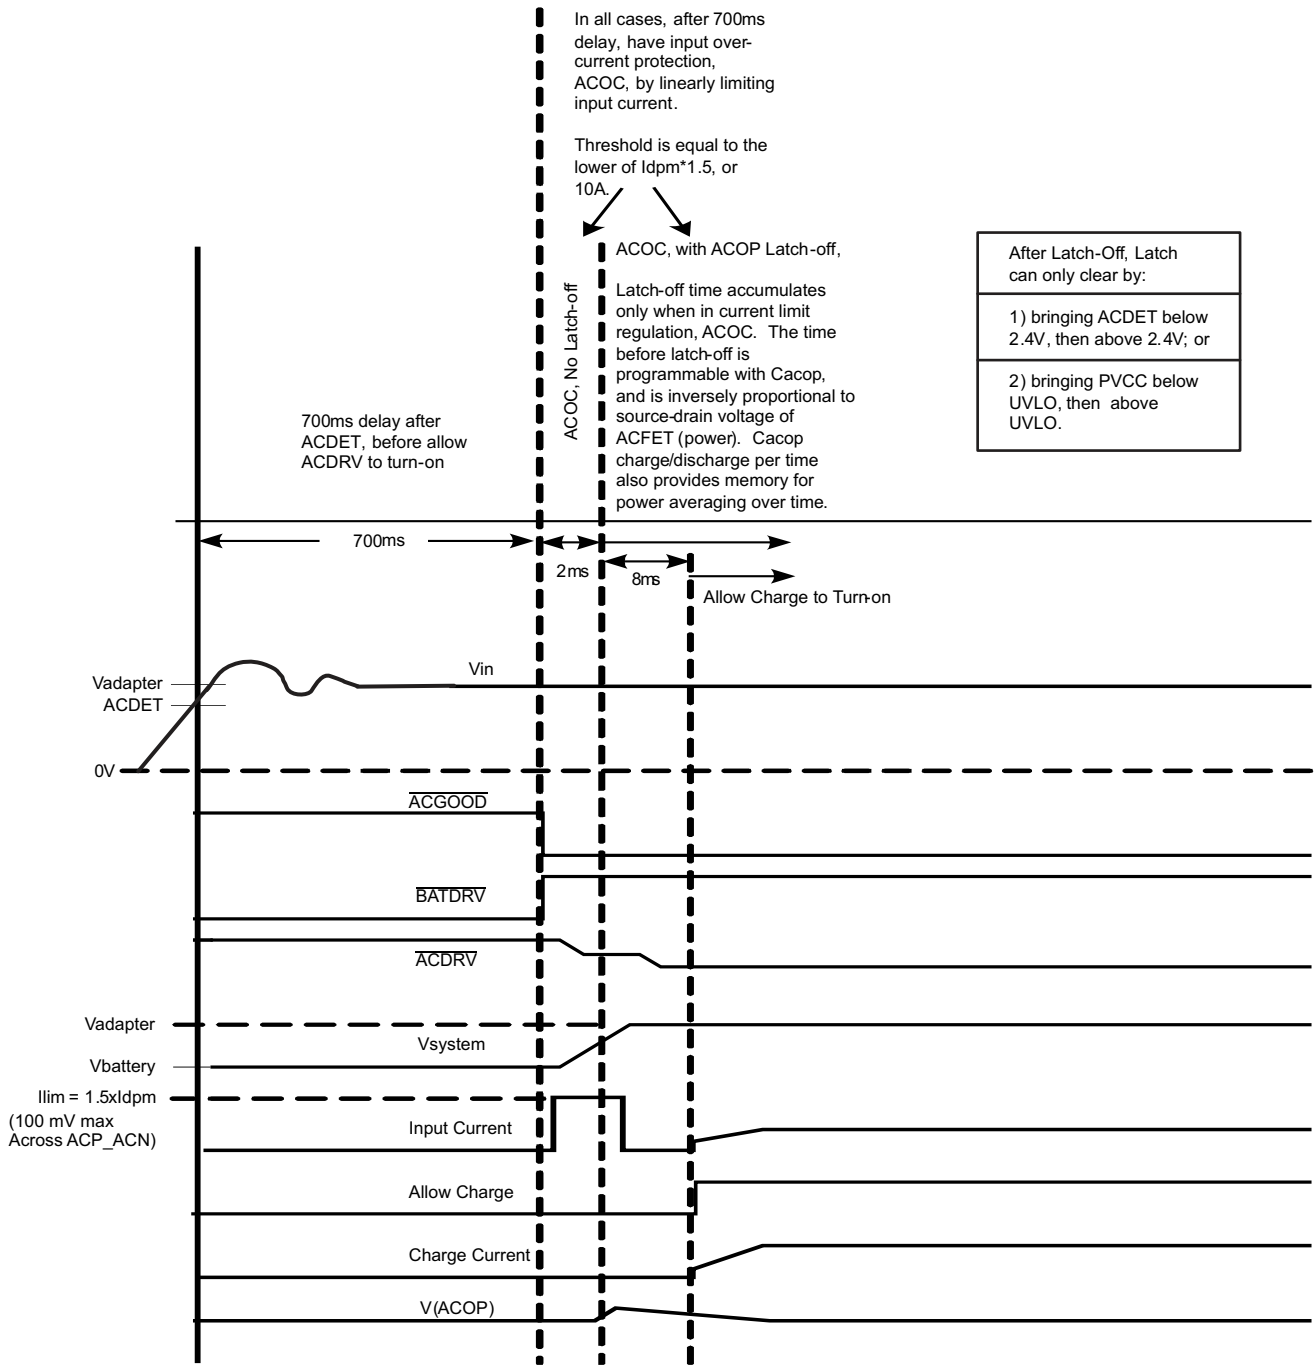 In all cases, after 700ms
delay, have input over-
current protection,
ACOC, by linearly limiting
input current.
Threshold is equal to the
lower of Idpm*1.5, or
10A.
ACOC, No Latch-off
ACOC, with ACOP Latch-off,
Latch-off time accumulates
only when in current limit
regulation, ACOC. The time
before latch-off is
programmable with Cacop,
and is inversely proportional to
source-drain voltage of
ACFET (power). Cacop
charge/discharge per time
also provides memory for
power averaging over time.
After Latch-Off, Latch
can only clear by:
1) bringing ACDET below
2.4V, then above 2.4V; or
2) bringing PVCC below
UVLO, then above
UVLO.
700ms delay after
ACDET, before allow
ACDRV to turn-on
700ms
2ms
8ms
Allow Charge to Turn-on
Vin
Vadapter
ACDET
0V
ACGOOD
BATDRV
ACDRV
Vadapter
Vsystem
Vbattery
Ilim = 1.5xIdpm
(100 mV max
Across ACP_ACN)
Input Current
Allow Charge
Charge Current
V(ACOP)